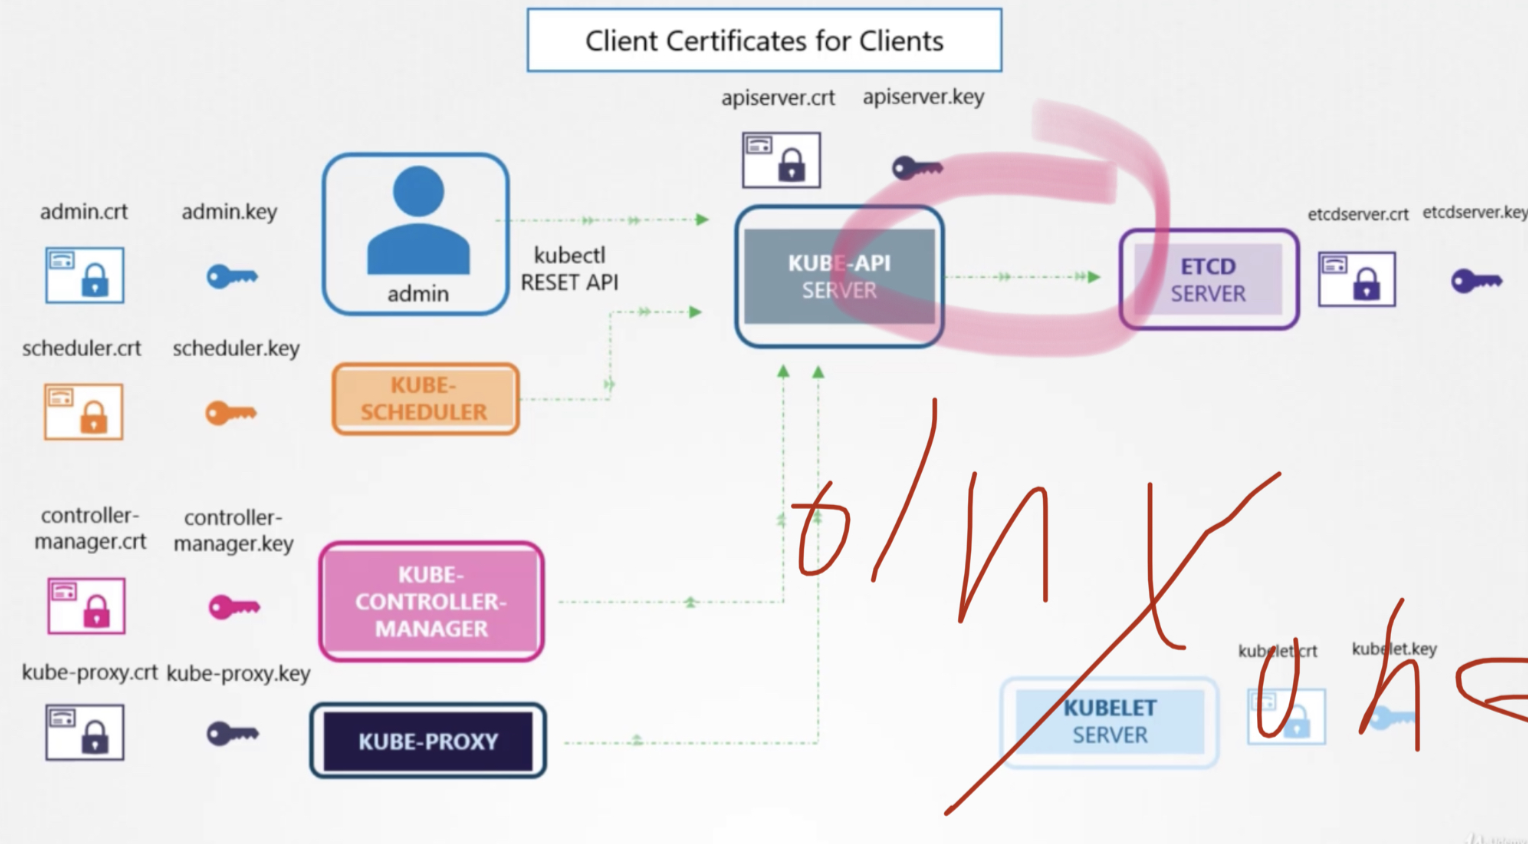 Client Certificates for Clients
apiserver.crt apiserver.key
admin.crt admin.key
etcdserver.crt etcdserver.key
kubectl
RESET API
admin
KUBE-API
SERVER
ETCD
SERVER
scheduler.crt scheduler.key
KUBE-
SCHEDULER
controller-
manager.crt
controller-
manager.key
KUBE-
CONTROLLER-
MANAGER
kubelet.crt kubelet.key
kube-proxy.crt kube-proxy.key
KUBELET
SERVER
KUBE-PROXY